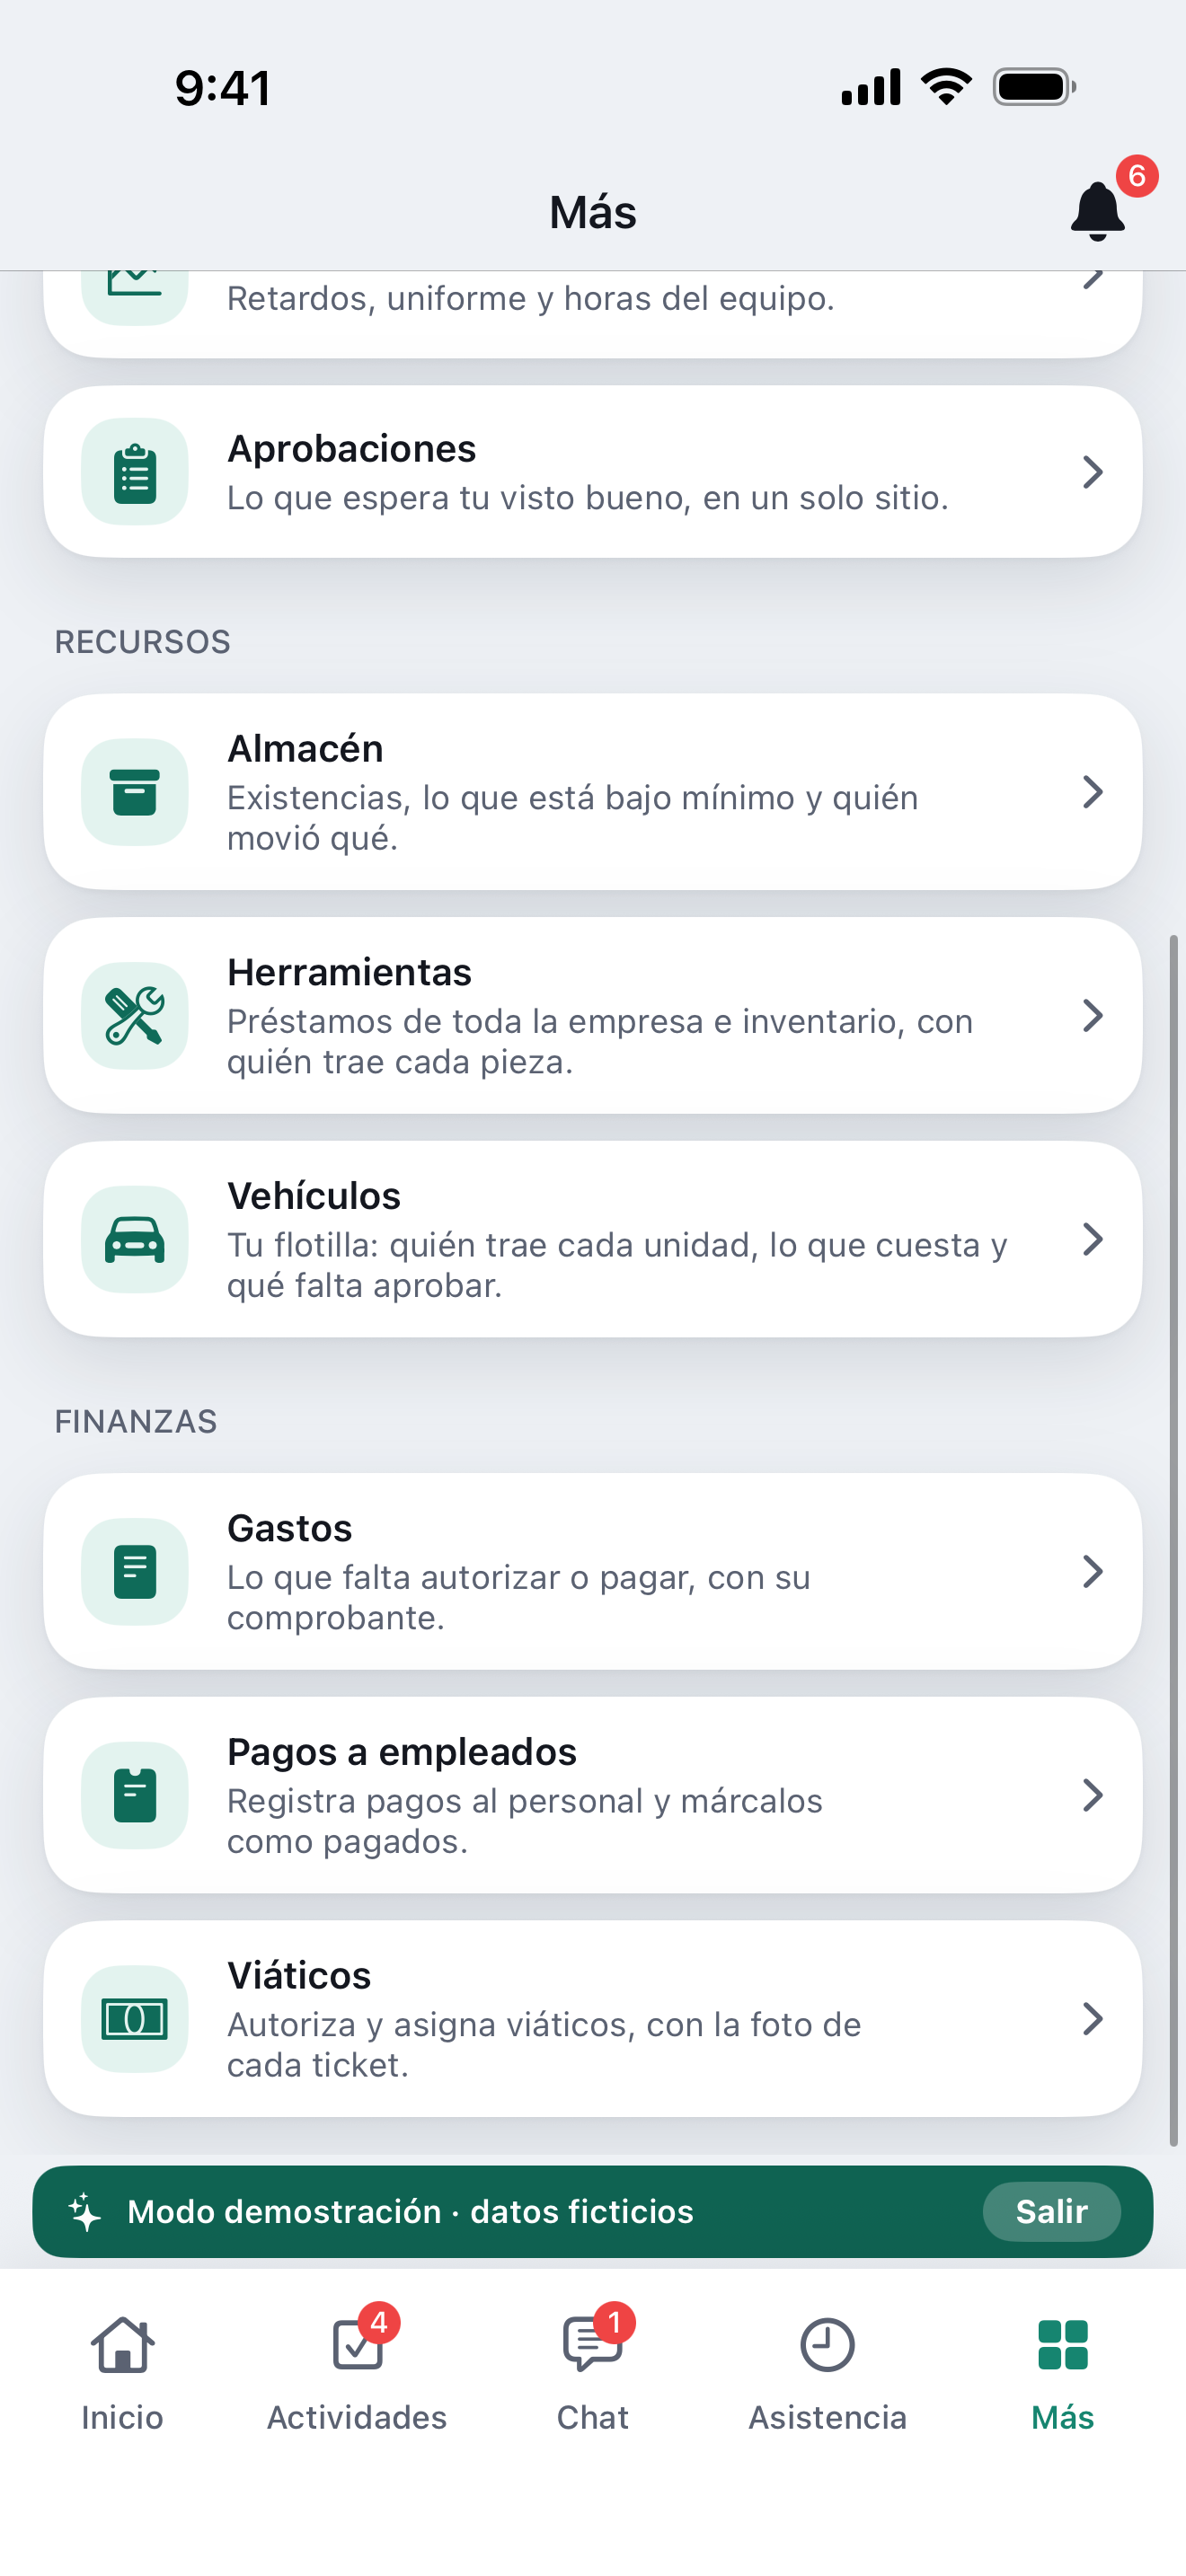 9:41
Más
6
Retardos, uniforme y horas del equipo.
Aprobaciones
Lo que espera tu visto bueno, en un solo sitio.
RECURSOS
Almacén
Existencias, lo que está bajo mínimo y quién
movió qué.
Herramientas
Préstamos de toda la empresa e inventario, con
quién trae cada pieza.
Vehículos
Tu flotilla: quién trae cada unidad, lo que cuesta y
qué falta aprobar.
FINANZAS
Gastos
Lo que falta autorizar o pagar, con su
comprobante.
Pagos a empleados
Registra pagos al personal y márcalos
como pagados.
Viáticos
Autoriza y asigna viáticos, con la foto de
cada ticket.
Modo demostración · datos ficticios
Salir
4
1
Inicio
Actividades
Chat
Asistencia
Más